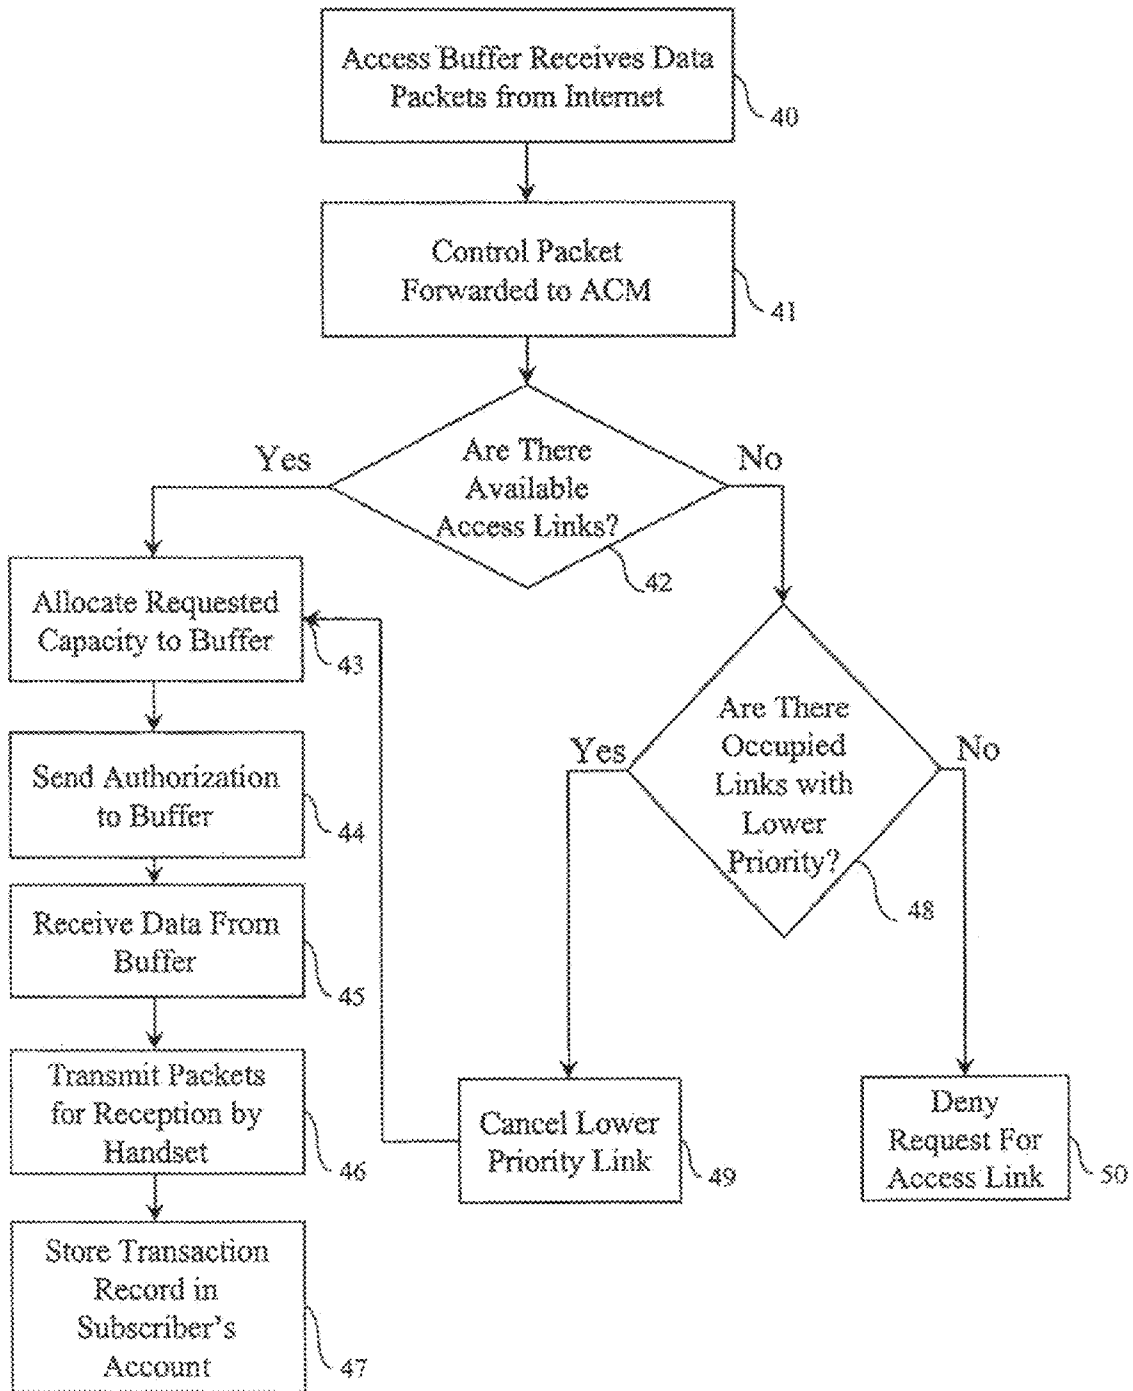 Access Buffer Receives Data
Packets from Internet
40
Control Packet
Forwarded to ACM
41
Are There
Available
Access Links?
42
Yes
No
Allocate Requested
Capacity to Buffer
43
Send Authorization
to Buffer
44
Receive Data From
Buffer
45
Transmit Packets
for Reception by
Handset
46
Store Transaction
Record in
Subscriber's
Account
47
Are There
Occupied
Links with
Lower
Priority?
48
Yes
No
Cancel Lower
Priority Link
49
Deny
Request For
Access Link
50